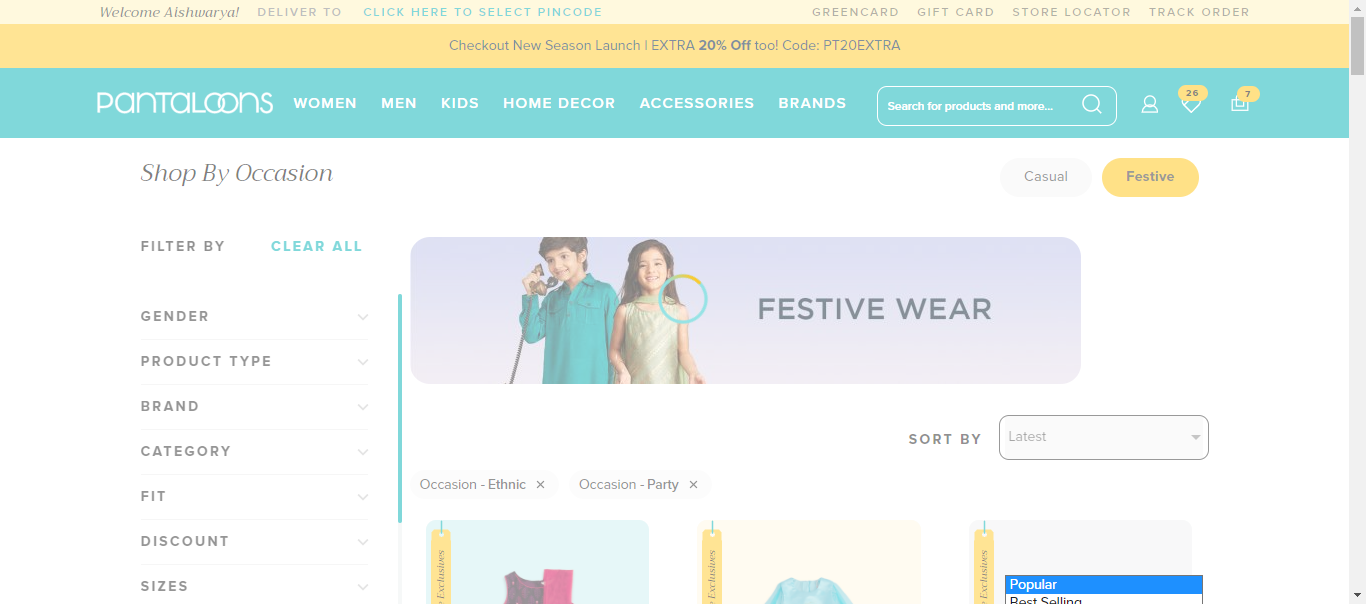 Welcome Aishwarya! DELIVER TO CLICK HERE TO SELECT PINCODE GREENCARD GIFT CARD STORE LOCATOR TRACK ORDER
Checkout New Season Launch | EXTRA 20% Off too! Code: PT20EXTRA
PANTALOONS WOMEN MEN KIDS HOME DECOR ACCESSORIES BRANDS Search for products and more... 26 7
Shop By Occasion
Casual Festive
FILTER BY CLEAR ALL
GENDER
PRODUCT TYPE
BRAND
CATEGORY
FIT
DISCOUNT
SIZES
FESTIVE WEAR
SORT BY Latest
Occasion - Ethnic ✕ Occasion - Party ✕
Exclusives
Exclusives
Exclusives
Popular
Best Selling